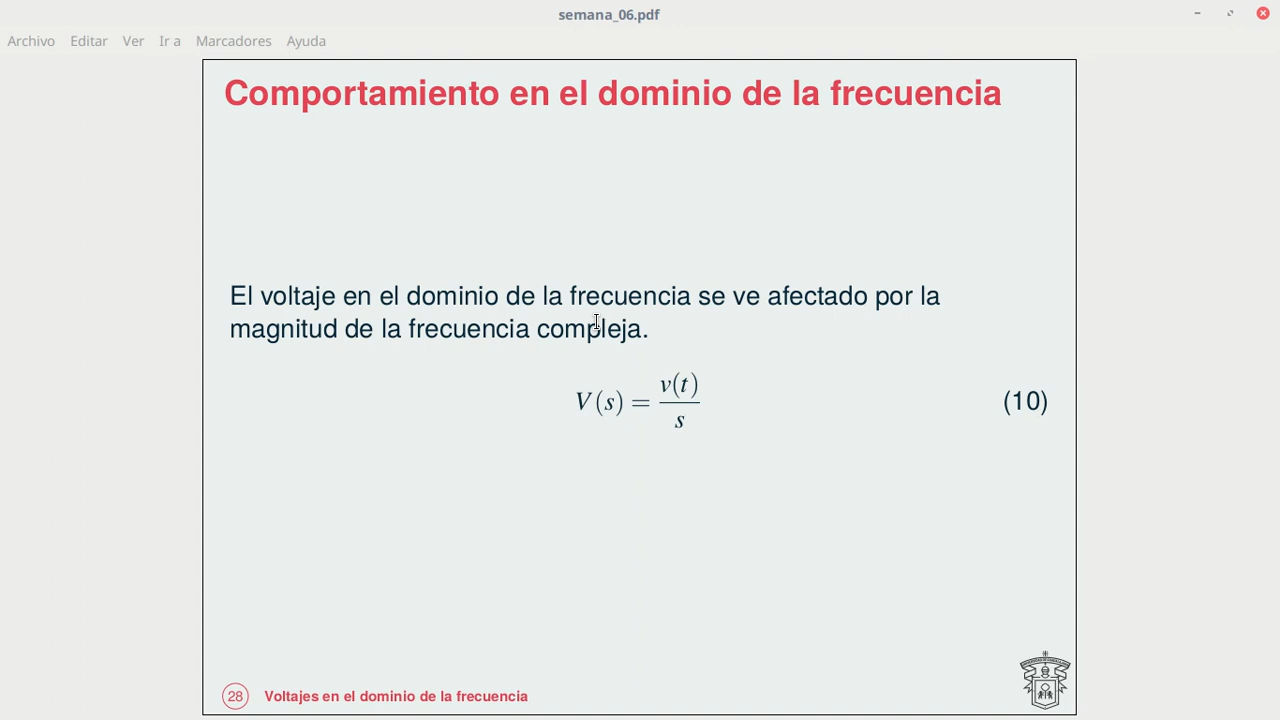 semana_06.pdf
Archivo Editar Ver Ir a Marcadores Ayuda
Comportamiento en el dominio de la frecuencia
El voltaje en el dominio de la frecuencia se ve afectado por la
magnitud de la frecuencia compleja.
V(s) = v(t)/s (10)
28 Voltajes en el dominio de la frecuencia